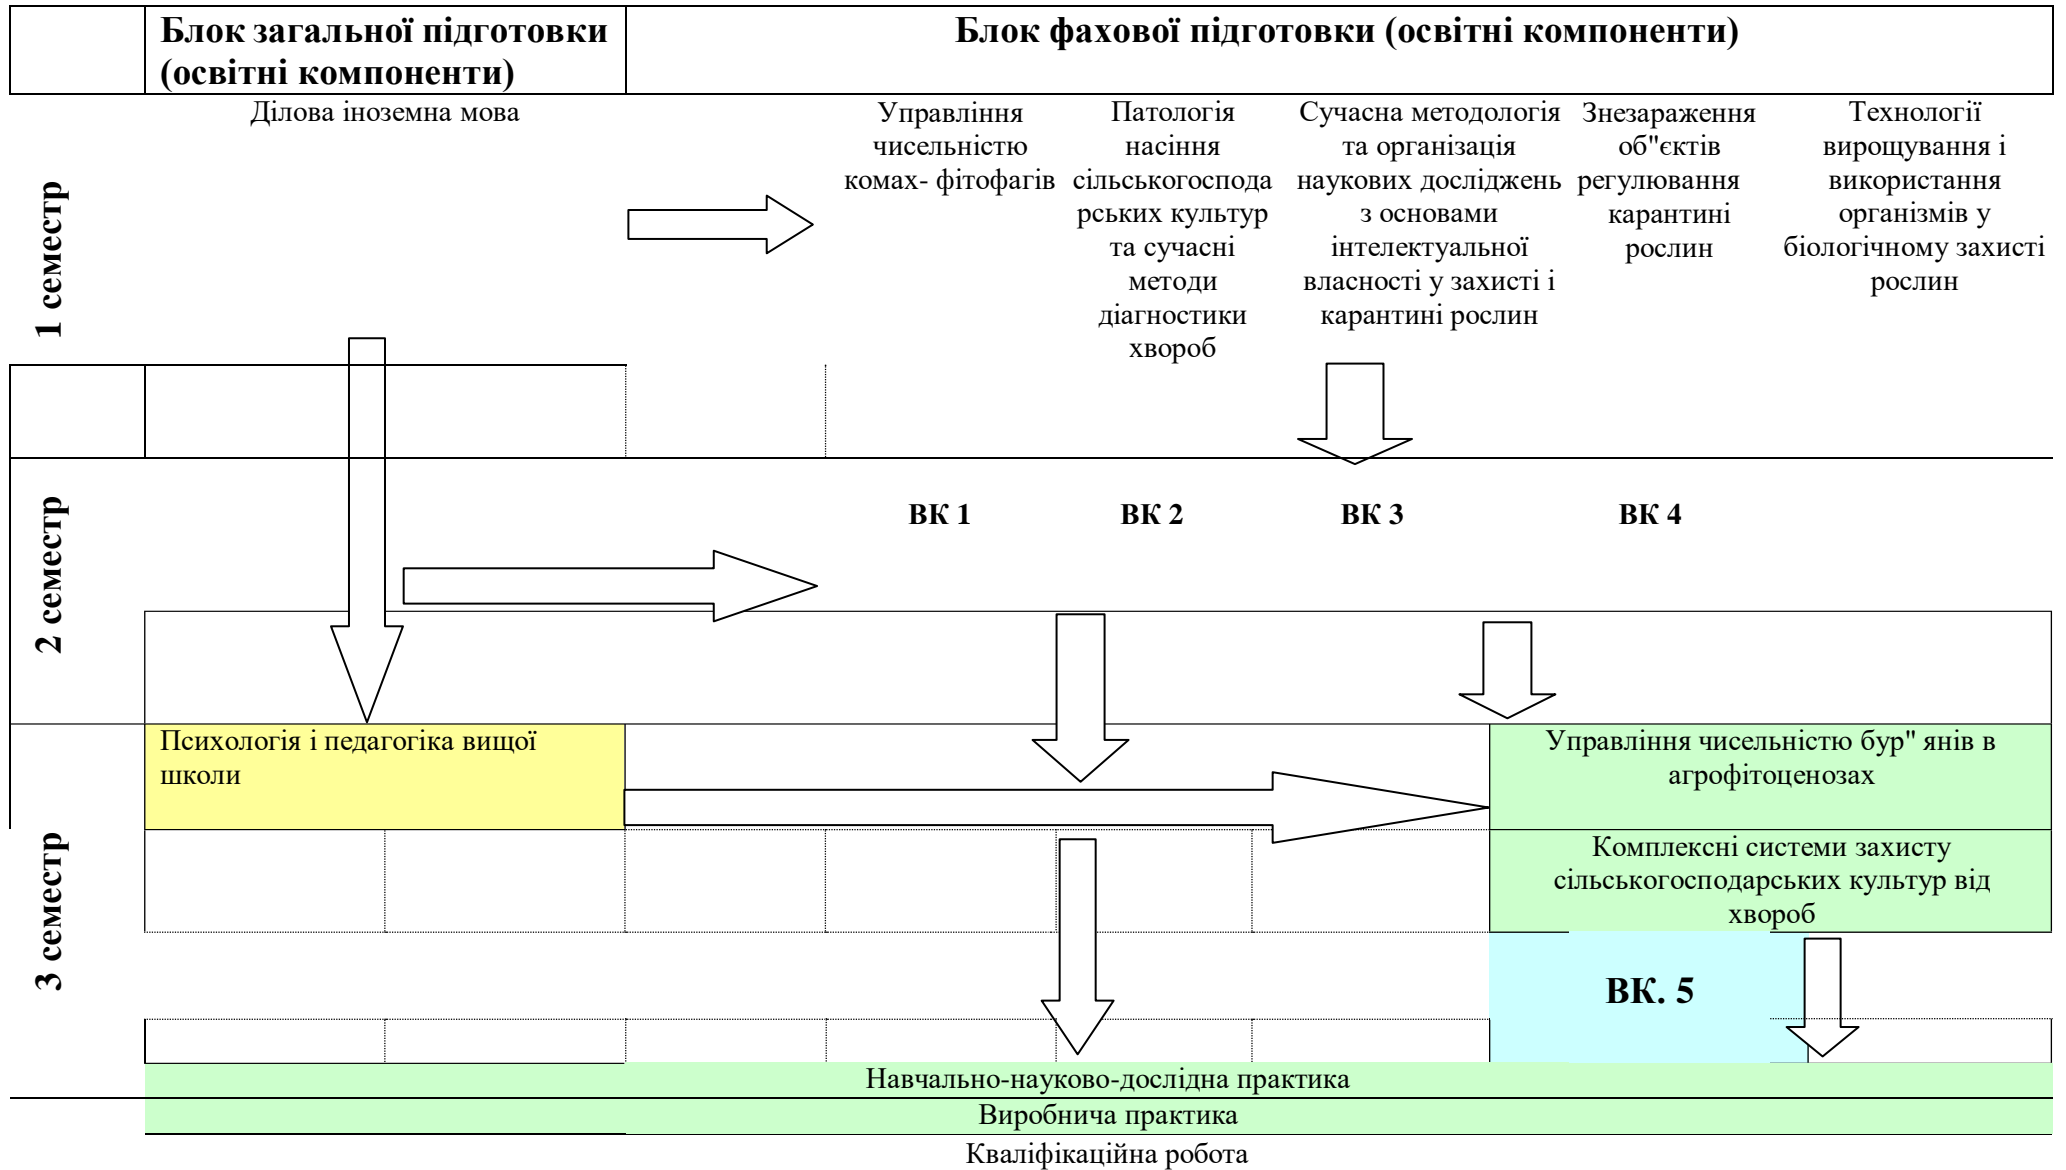 Блок загальної підготовки
(освітні компоненти)
Блок фахової підготовки (освітні компоненти)
1 семестр
Ділова іноземна мова
Управління
чисельністю
комах- фітофагів
Патологія
насіння
сільськогоспода
рських культур
та сучасні
методи
діагностики
хвороб
Сучасна методологія
та організація
наукових досліджень
з основами
інтелектуальної
власності у захисті і
карантині рослин
Знезараження
об"єктів
регулювання
карантині
рослин
Технології
вирощування і
використання
організмів у
біологічному захисті
рослин
2 семестр
ВК 1
ВК 2
ВК 3
ВК 4
3 семестр
Психологія і педагогіка вищої
школи
Управління чисельністю бур" янів в
агрофітоценозах
Комплексні системи захисту
сільськогосподарських культур від
хвороб
ВК. 5
Навчально-науково-дослідна практика
Виробнича практика
Кваліфікаційна робота